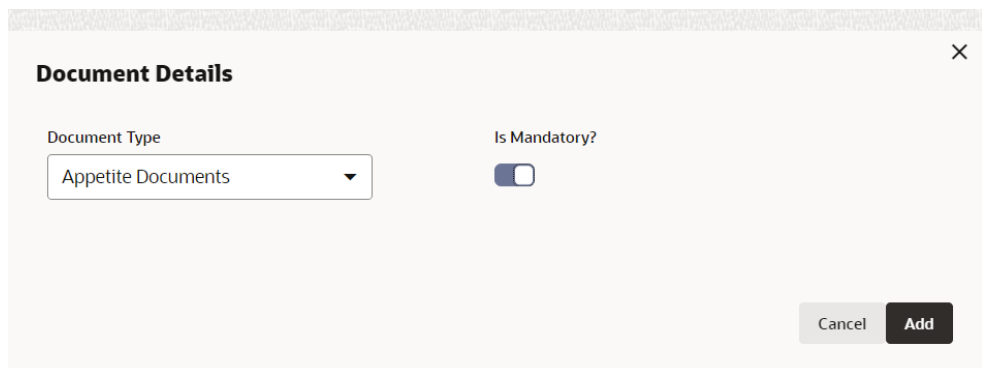 Document Details
Document Type
Is Mandatory?
Appetite Documents
Cancel
Add